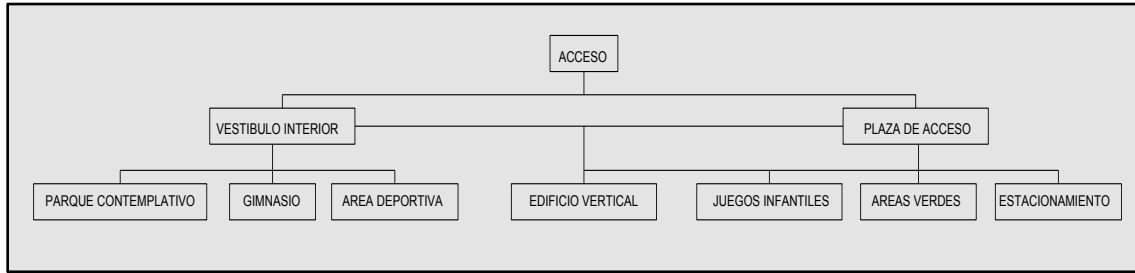 ACCESO
VESTIBULO INTERIOR
PLAZA DE ACCESO
PARQUE CONTEMPLATIVO
GIMNASIO
AREA DEPORTIVA
EDIFICIO VERTICAL
JUEGOS INFANTILES
AREAS VERDES
ESTACIONAMIENTO